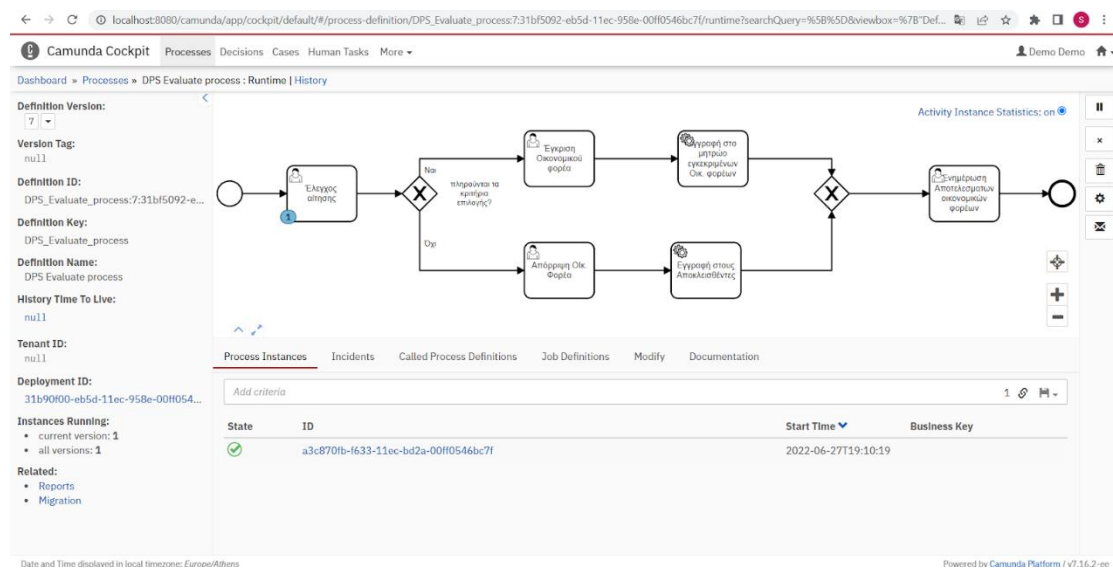 localhost:8080/camunda/app/cockpit/default/#/process-definition/DPS_Evaluate_process:7:31bf5092-eb5d-11ec-958e-00ff0546bc7f/runtime?searchQuery=%5B%5D&viewbox=%7B"Def...
S
Camunda Cockpit Processes Decisions Cases Human Tasks More
Demo Demo
Dashboard » Processes » DPS Evaluate process : Runtime | History
Definition Version:
7
Version Tag:
null
Definition ID:
DPS_Evaluate_process:7:31bf5092-e...
Definition Key:
DPS_Evaluate_process
Definition Name:
DPS Evaluate process
History Time To Live:
null
Tenant ID:
null
Deployment ID:
31b90f00-eb5d-11ec-958e-00ff054...
Instances Running:
• current version: 1
• all versions: 1
Related:
• Reports
• Migration
Activity Instance Statistics: on
Έλεγχος
αίτησης
1
X
Ναι
πληρούνται τα
κριτήρια
επιλογής?
Όχι
Έγκριση
Οικονομικού
φορέα
Εγγραφή στο
μητρώο
εγκεκριμένων
Οικ. φορέων
Απόρριψη Οικ
Φορέα
Εγγραφή στους
Αποκλεισθέντες
X
Ενημέρωση
Αποτελεσματων
οικονομικών
φορέων
Process Instances Incidents Called Process Definitions Job Definitions Modify Documentation
Add criteria 1
State ID Start Time Business Key
a3c870fb-f633-11ec-bd2a-00ff0546bc7f 2022-06-27T19:10:19
Date and Time displayed in local timezone: Europe/Athens
Powered by Camunda Platform / v7.16.2-ee